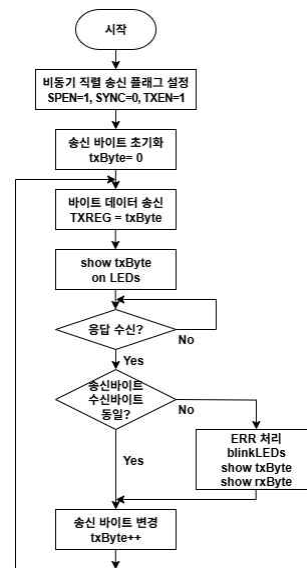 시작
비동기 직렬 송신 플래그 설정
SPEN=1, SYNC=0, TXEN=1
송신 바이트 초기화
txByte= 0
바이트 데이터 송신
TXREG = txByte
show txByte
on LEDs
응답 수신?
No
Yes
송신바이트
수신바이트
동일?
No
Yes
ERR 처리
blinkLEDs
show txByte
show rxByte
송신 바이트 변경
txByte++